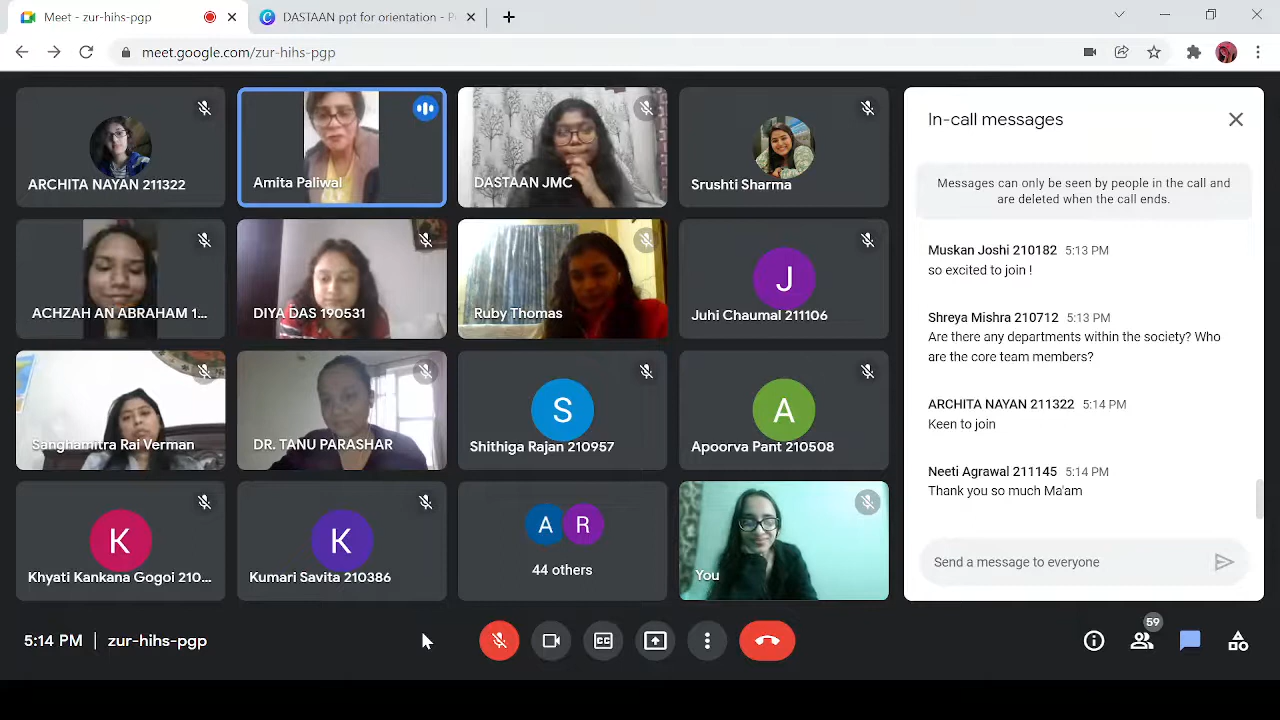 Meet - zur-hihs-pgp
DASTAAN ppt for orientation - P
meet.google.com/zur-hihs-pgp
ARCHITA NAYAN 211322
Amita Paliwal
DASTAAN JMC
Srushti Sharma
ACHZAH AN ABRAHAM 1...
DIYA DAS 190531
Ruby Thomas
J
Juhi Chaumal 211106
Sanghamitra Rai Verman
DR. TANU PARASHAR
S
Shithiga Rajan 210957
A
Apoorva Pant 210508
K
Khyati Kankana Gogoi 210...
K
Kumari Savita 210386
A R
44 others
You
In-call messages
Messages can only be seen by people in the call and
are deleted when the call ends.
Muskan Joshi 210182 5:13 PM
so excited to join !
Shreya Mishra 210712 5:13 PM
Are there any departments within the society? Who
are the core team members?
ARCHITA NAYAN 211322 5:14 PM
Keen to join
Neeti Agrawal 211145 5:14 PM
Thank you so much Ma'am
Send a message to everyone
5:14 PM | zur-hihs-pgp
59